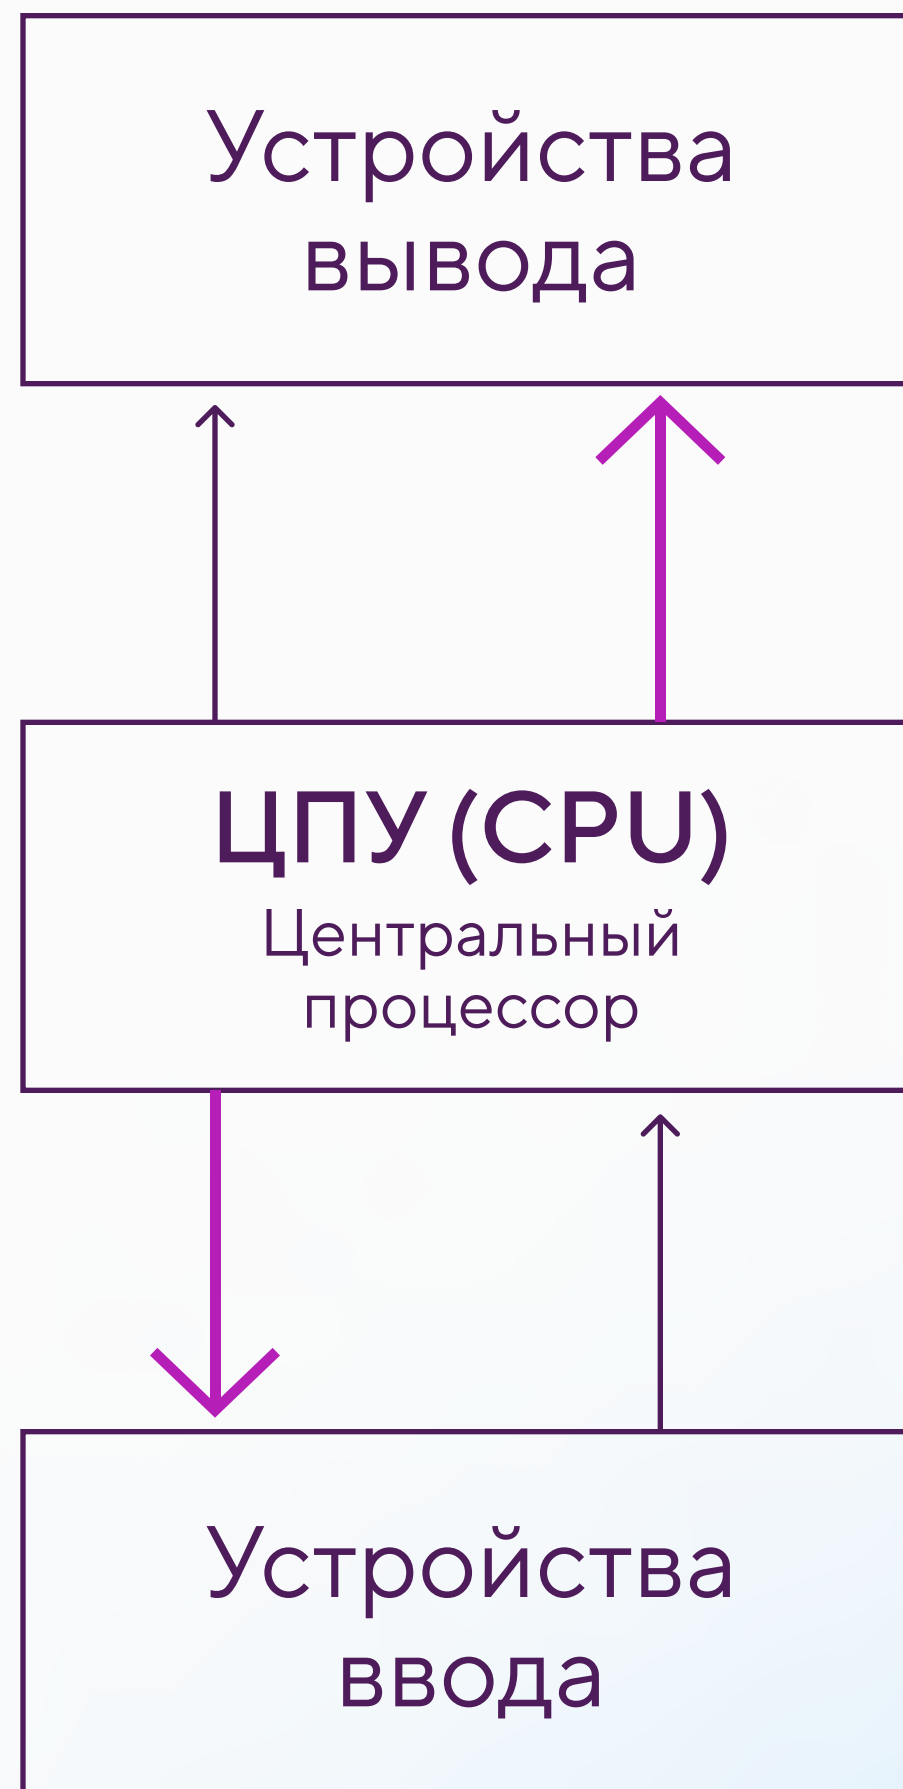 Устройства
вывода
ЦПУ (CPU)
Центральный
процессор
Устройства
ввода